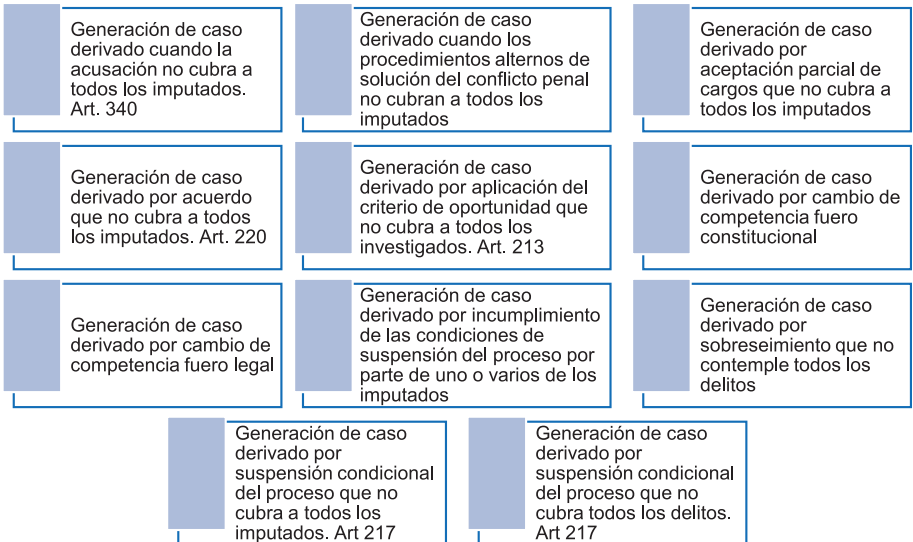 Generación de caso
derivado cuando la
acusación no cubra a
todos los imputados.
Art. 340
Generación de caso
derivado cuando los
procedimientos alternos de
solución del conflicto penal
no cubran a todos los
imputados
Generación de caso
derivado por
aceptación parcial de
cargos que no cubra a
todos los imputados
Generación de caso
derivado por acuerdo
que no cubra a todos
los imputados. Art. 220
Generación de caso
derivado por aplicación del
criterio de oportunidad que
no cubra a todos los
investigados. Art. 213
Generación de caso
derivado por cambio de
competencia fuero
constitucional
Generación de caso
derivado por cambio de
competencia fuero legal
Generación de caso
derivado por incumplimiento
de las condiciones de
suspensión del proceso por
parte de uno o varios de los
imputados
Generación de caso
derivado por
sobreseimiento que no
contemple todos los
delitos
Generación de caso
derivado por
suspensión condicional
del proceso que no
cubra a todos los
imputados. Art 217
Generación de caso
derivado por
suspensión condicional
del proceso que no
cubra todos los delitos.
Art 217